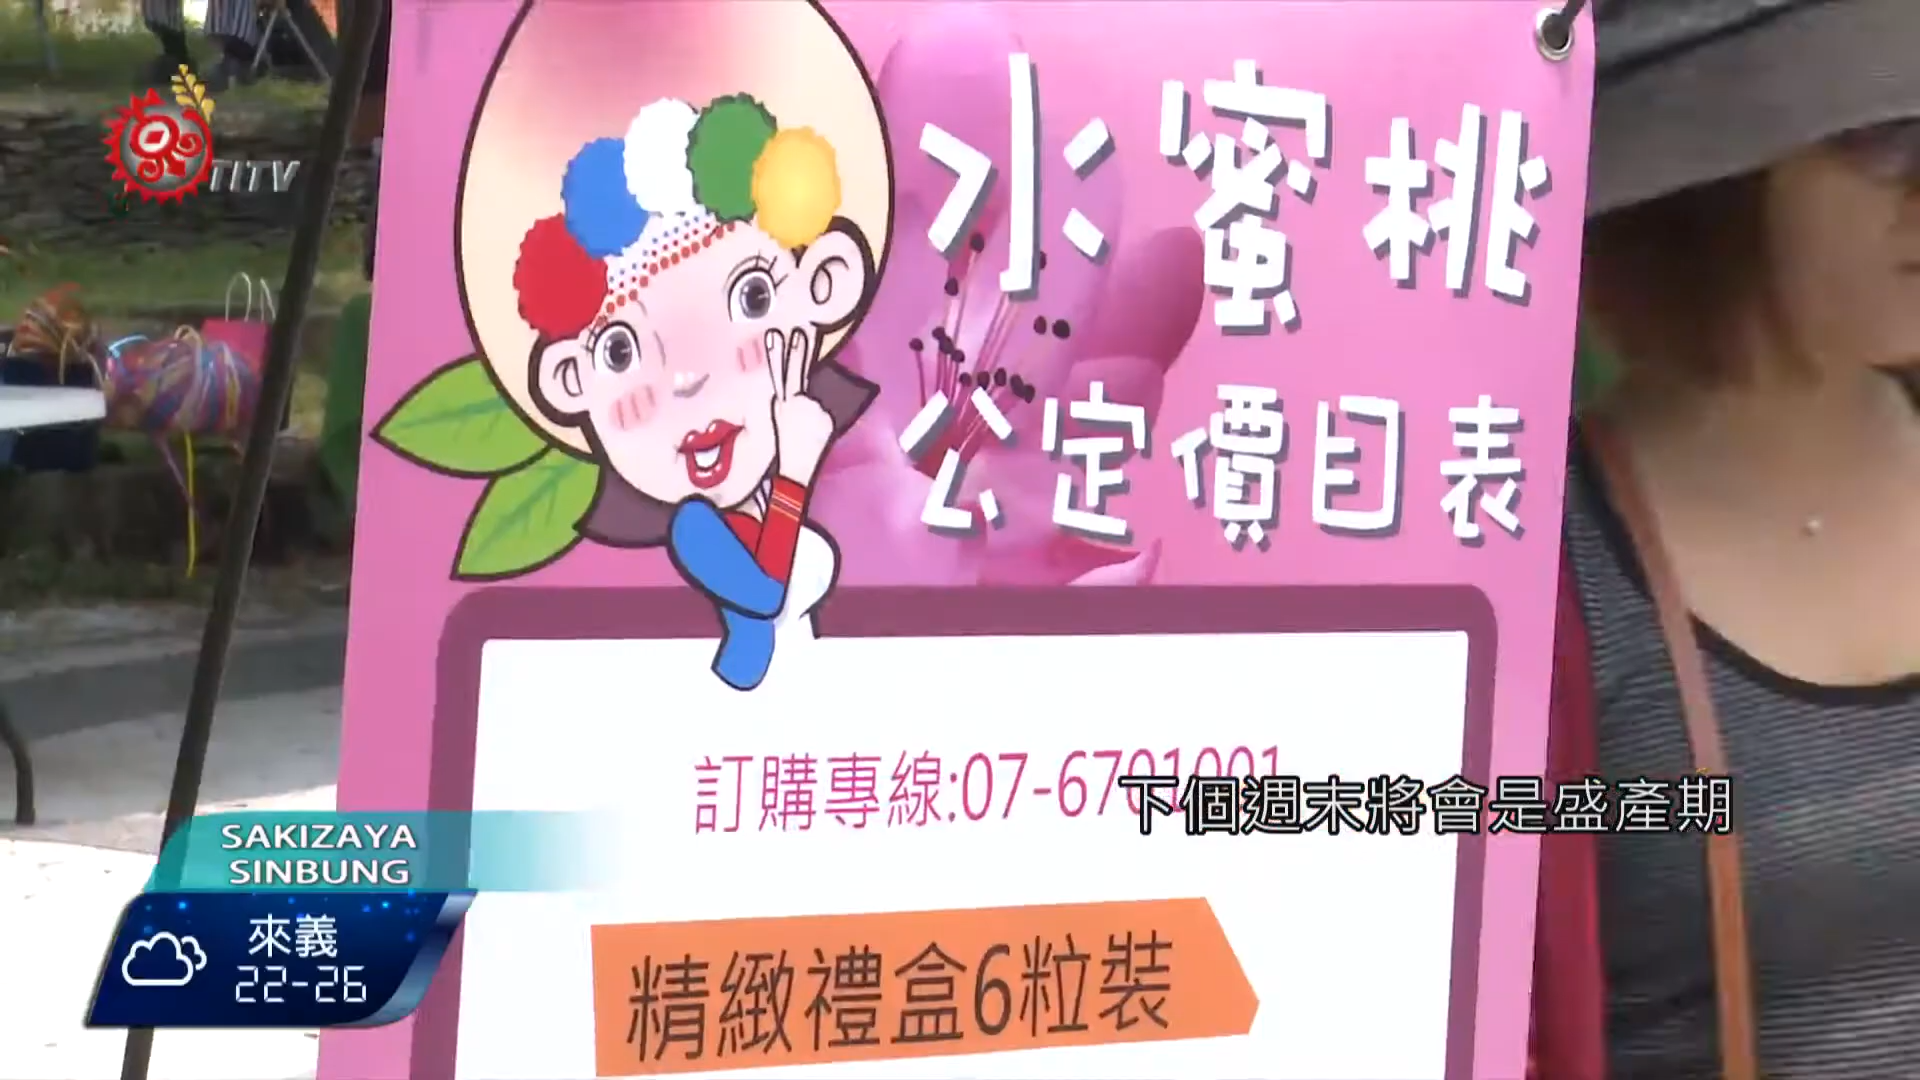 TITV
水蜜桃
公定價目表
訂購專線:07-6701001
下個週末將會是盛產期
SAKIZAYA
SINBUNG
來義
22-26
精緻禮盒6粒裝